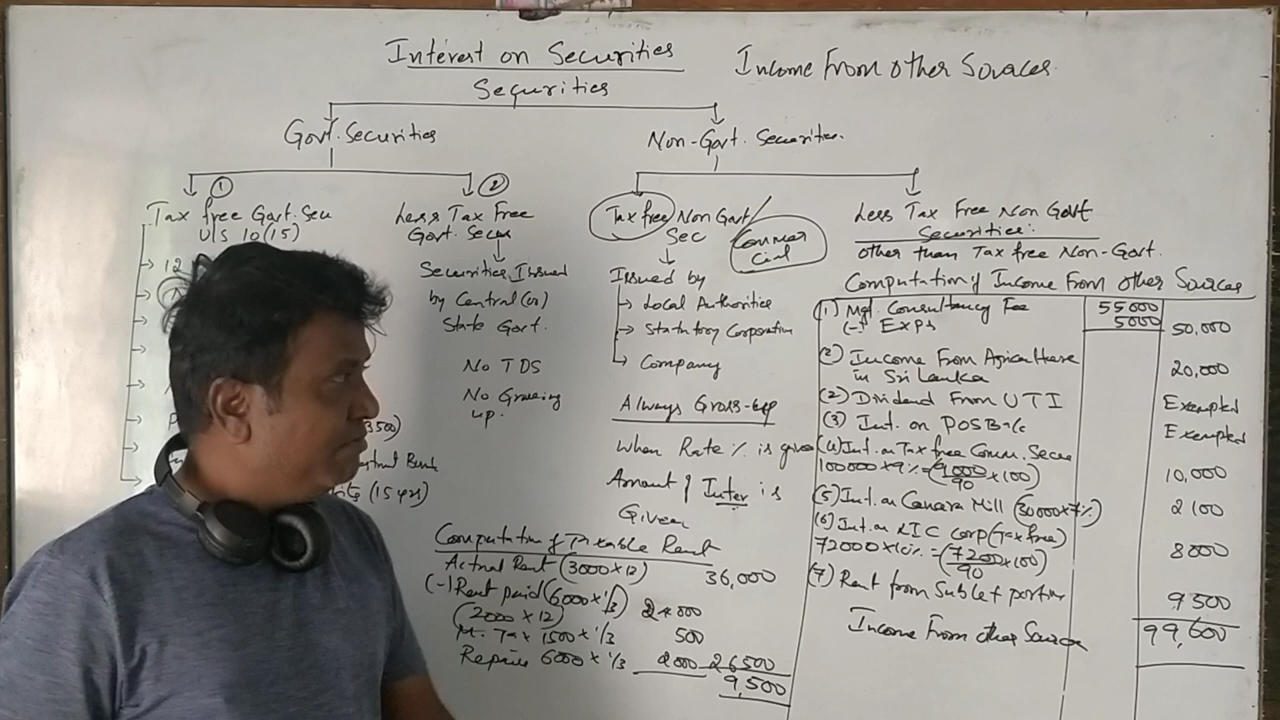 Interest on Securities
Income From Other Sources
Securities
Govt. Securities
Non-Govt. Securities.
①
Tax free Govt. Sec
U/S 10(15)
→ 12
3500)
(15 yrs)
②
Less Tax Free
Govt. Secu
Securities Issued
by Central (or)
State Govt.
No TDS
No Grossing
up.
Tax free / Non Govt
Sec
Commer
cial
Issued by
→ Local Authorities
→ Statutory Corporation
→ Company
Always Gross-up
When Rate % is given
Amount of Inter is
Given
Less Tax Free Non Govt
Securities:
other than Tax free Non-Govt.
Computation of Income From Other Sources
(1) Mgt. Consultancy Fee 55000
(-) Exps 5000 50,000
(2) Income From Agriculture
in Sri Lanka 20,000
(2) Dividend From UTI Exempted
(3) Int. on POSB a/c Exempted
(4) Int. on Tax free Comm. Secu
100000 x 9% = (9000/90 x 100) 10,000
(5) Int. on Canara Mill (30000 x 7%) 2100
(6) Int. on LIC Corp (Tax free)
72000 x 10% = (7200/90 x 100) 8000
(7) Rent from Sublet portion 9500
Income From other Source 99,600
Computation of Taxable Rent
Actual Rent (3000 x 12) 36,000
(-) Rent paid (6000 x 1/3)
(2000 x 12) 24000
M. Tax 1500 x 1/3 500
Repairs 6000 x 1/3 2000 26500
9,500